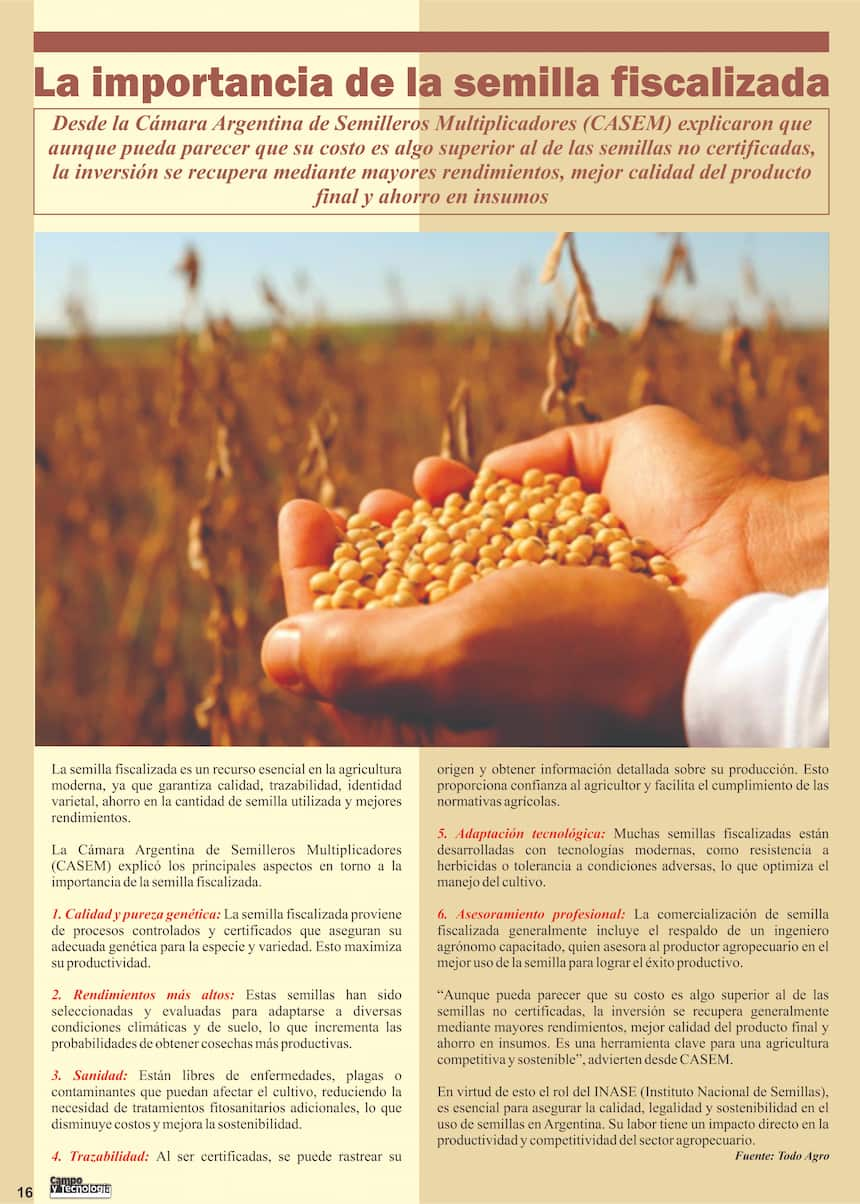 La importancia de la semilla fiscalizada
Desde la Cámara Argentina de Semilleros Multiplicadores (CASEM) explicaron que
aunque pueda parecer que su costo es algo superior al de las semillas no certificadas,
la inversión se recupera mediante mayores rendimientos, mejor calidad del producto
final y ahorro en insumos
La semilla fiscalizada es un recurso esencial en la agricultura
moderna, ya que garantiza calidad, trazabilidad, identidad
varietal, ahorro en la cantidad de semilla utilizada y mejores
rendimientos.
La Cámara Argentina de Semilleros Multiplicadores
(CASEM) explicó los principales aspectos en torno a la
importancia de la semilla fiscalizada.
1. Calidad y pureza genética: La semilla fiscalizada proviene
de procesos controlados y certificados que aseguran su
adecuada genética para la especie y variedad. Esto maximiza
su productividad.
2. Rendimientos más altos: Estas semillas han sido
seleccionadas y evaluadas para adaptarse a diversas
condiciones climáticas y de suelo, lo que incrementa las
probabilidades de obtener cosechas más productivas.
3. Sanidad: Están libres de enfermedades, plagas o
contaminantes que puedan afectar el cultivo, reduciendo la
necesidad de tratamientos fitosanitarios adicionales, lo que
disminuye costos y mejora la sostenibilidad.
4. Trazabilidad: Al ser certificadas, se puede rastrear su
origen y obtener información detallada sobre su producción. Esto
proporciona confianza al agricultor y facilita el cumplimiento de las
normativas agrícolas.
5. Adaptación tecnológica: Muchas semillas fiscalizadas están
desarrolladas con tecnologías modernas, como resistencia a
herbicidas o tolerancia a condiciones adversas, lo que optimiza el
manejo del cultivo.
6. Asesoramiento profesional: La comercialización de semilla
fiscalizada generalmente incluye el respaldo de un ingeniero
agrónomo capacitado, quien asesora al productor agropecuario en el
mejor uso de la semilla para lograr el éxito productivo.
“Aunque pueda parecer que su costo es algo superior al de las
semillas no certificadas, la inversión se recupera generalmente
mediante mayores rendimientos, mejor calidad del producto final y
ahorro en insumos. Es una herramienta clave para una agricultura
competitiva y sostenible”, advierten desde CASEM.
En virtud de esto el rol del INASE (Instituto Nacional de Semillas),
es esencial para asegurar la calidad, legalidad y sostenibilidad en el
uso de semillas en Argentina. Su labor tiene un impacto directo en la
productividad y competitividad del sector agropecuario.
Fuente: Todo Agro
16
Campo
y Tecnología